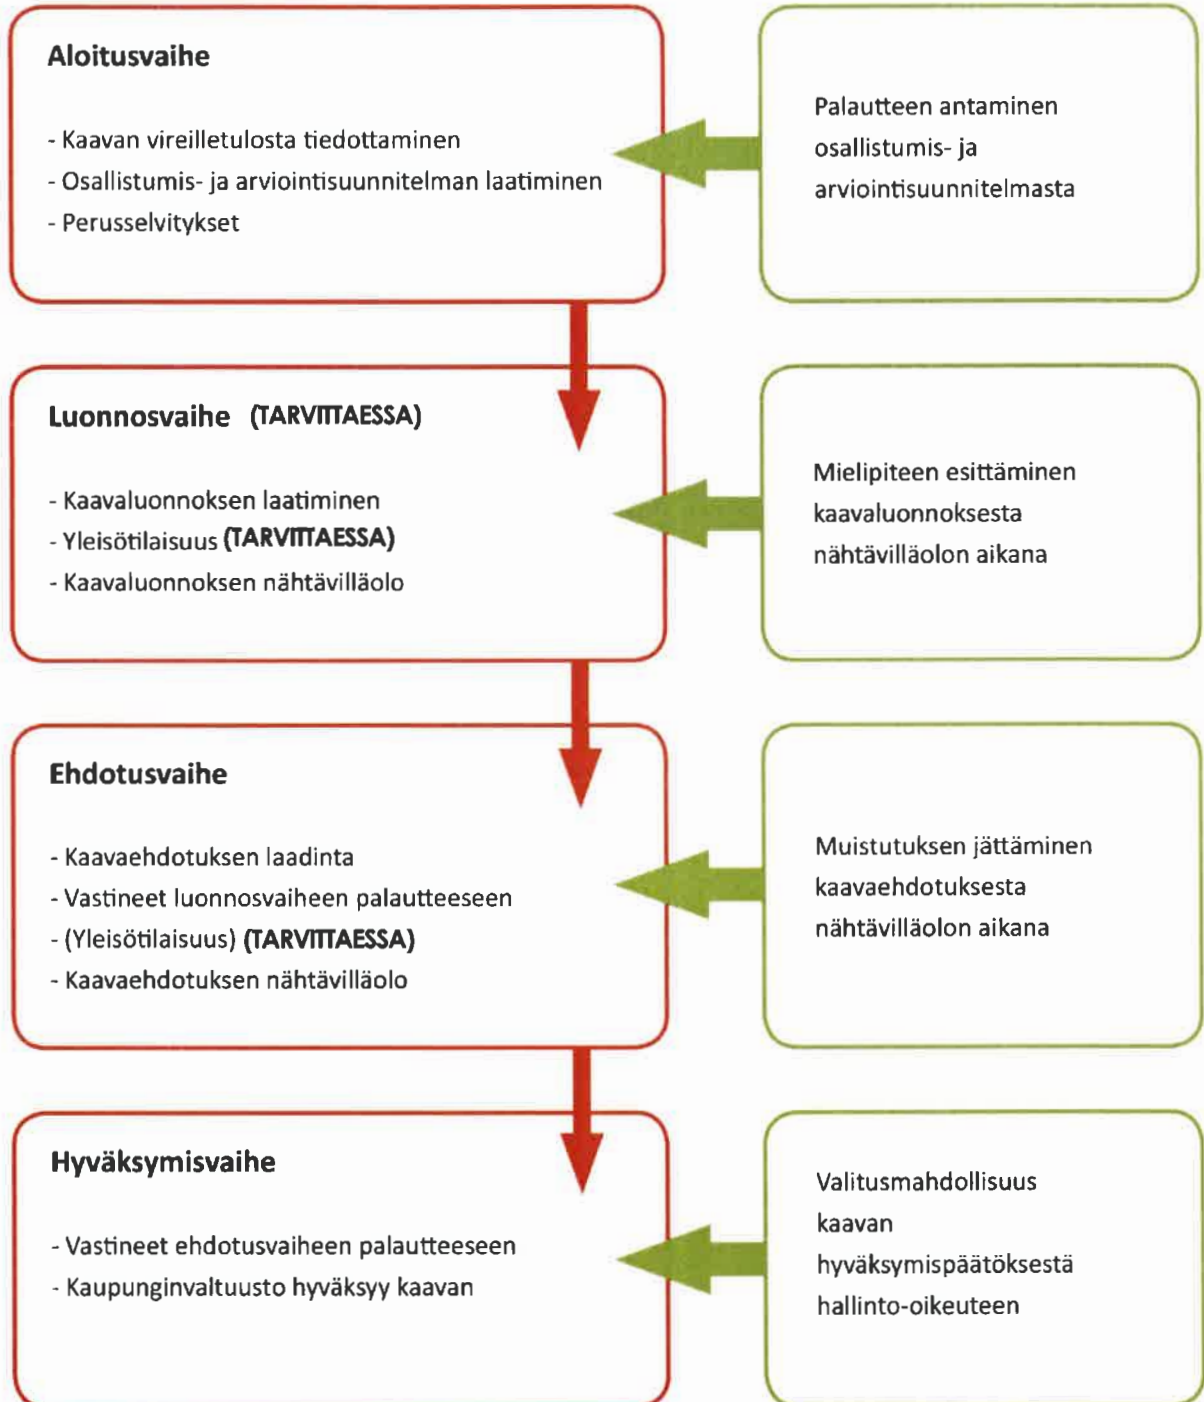 Aloitusvaihe
- Kaavan vireilletulosta tiedottaminen
- Osallistumis- ja arviointisuunnitelman laatiminen
- Perusselvitykset
Palautteen antaminen
osallistumis- ja
arviointisuunnitelmasta
Luonnosvaihe (TARVITTAESSA)
- Kaavaluonnoksen laatiminen
- Yleisötilaisuus (TARVITTAESSA)
- Kaavaluonnoksen nähtävilläolo
Mielipiteen esittäminen
kaavaluonnoksesta
nähtävilläolon aikana
Ehdotusvaihe
- Kaavaehdotuksen laadinta
- Vastineet luonnosvaiheen palautteeseen
- (Yleisötilaisuus) (TARVITTAESSA)
- Kaavaehdotuksen nähtävilläolo
Muistutuksen jättäminen
kaavaehdotuksesta
nähtävilläolon aikana
Hyväksymisvaihe
- Vastineet ehdotusvaiheen palautteeseen
- Kaupunginvaltuusto hyväksyy kaavan
Valitusmahdollisuus
kaavan
hyväksymispäätöksestä
hallinto-oikeuteen